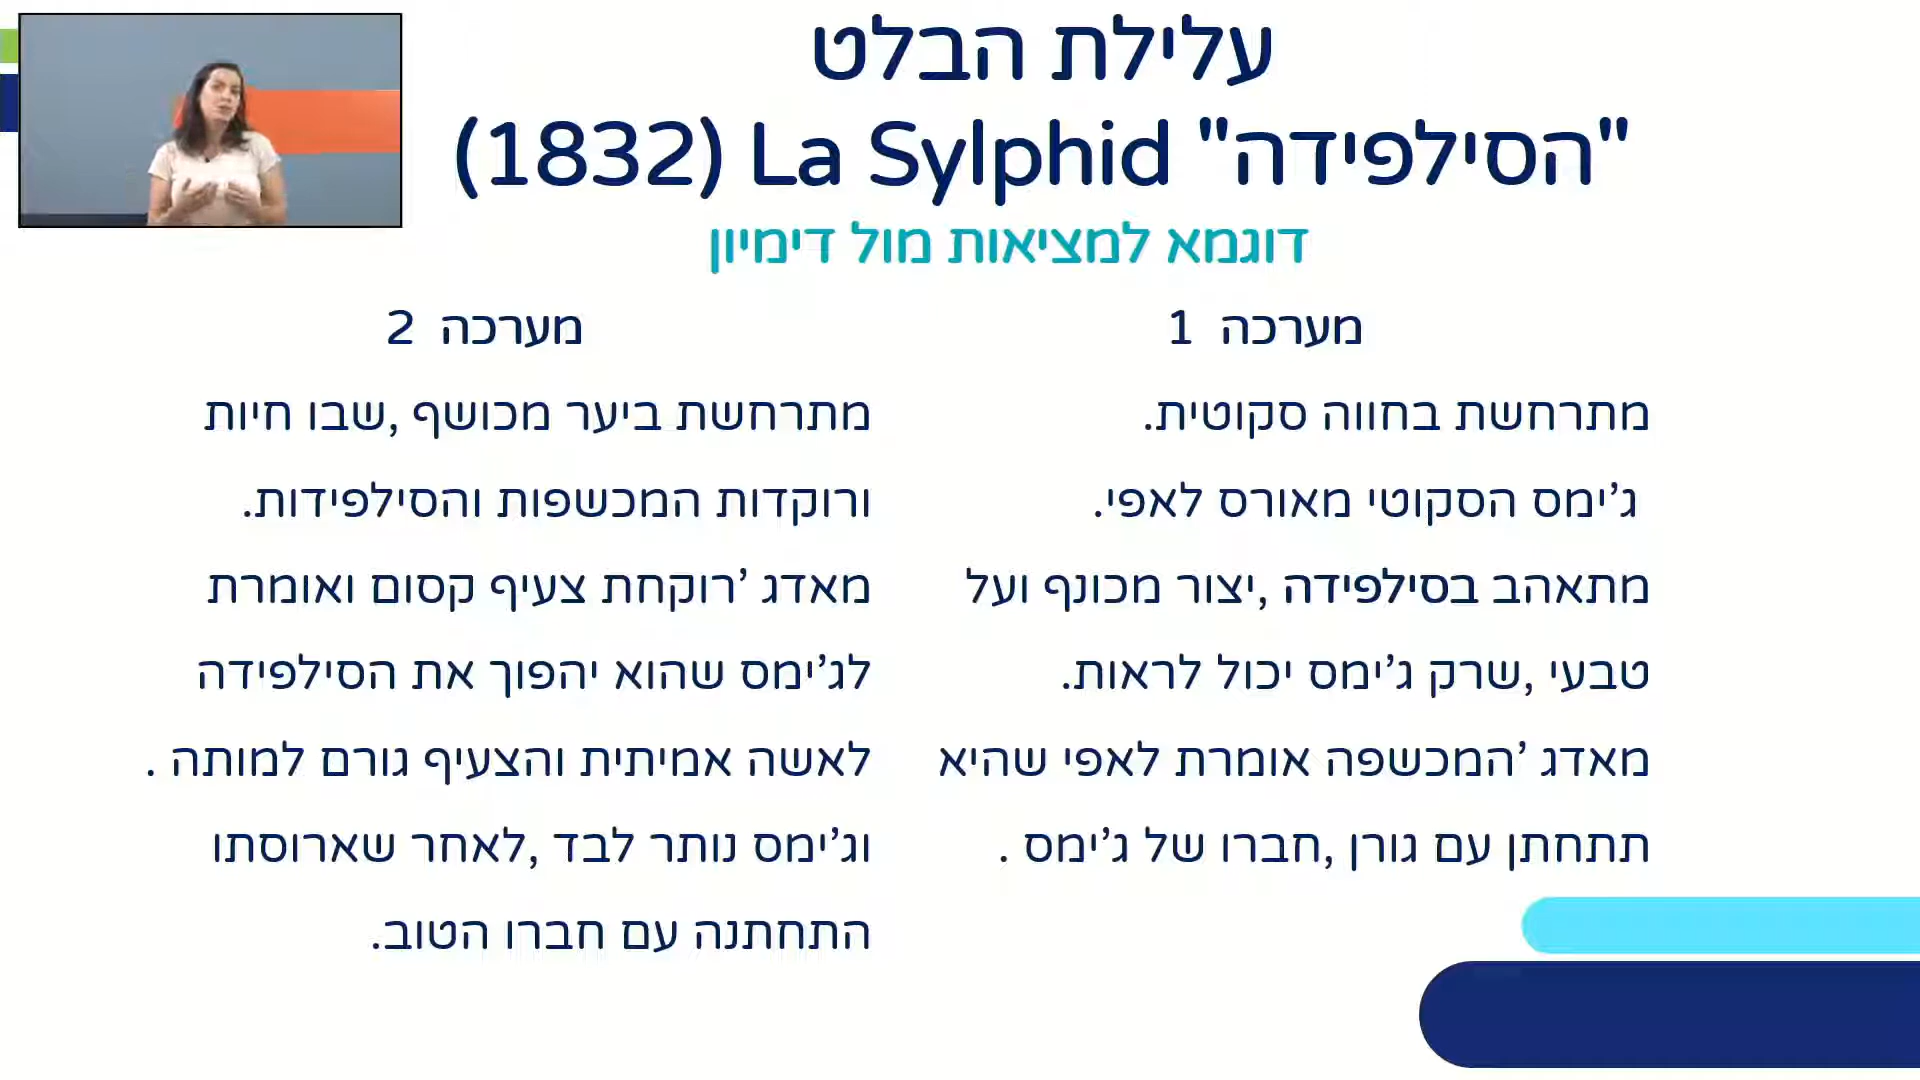 עלילת הבלט
"הסילפידה" La Sylphid (1832)
דוגמא למציאות מול דימיון
מערכה 1
מתרחשת בחווה סקוטית.
ג’ימס הסקוטי מאורס לאפי.
מתאהב בסילפידה ,יצור מכונף ועל
טבעי ,שרק ג’ימס יכול לראות.
מאדג ’המכשפה אומרת לאפי שהיא
תתחתן עם גורן ,חברו של ג’ימס .
מערכה 2
מתרחשת ביער מכושף ,שבו חיות
ורוקדות המכשפות והסילפידות.
מאדג ’רוקחת צעיף קסום ואומרת
לג’ימס שהוא יהפוך את הסילפידה
לאשה אמיתית והצעיף גורם למותה .
וג’ימס נותר לבד ,לאחר שארוסתו
התחתנה עם חברו הטוב.